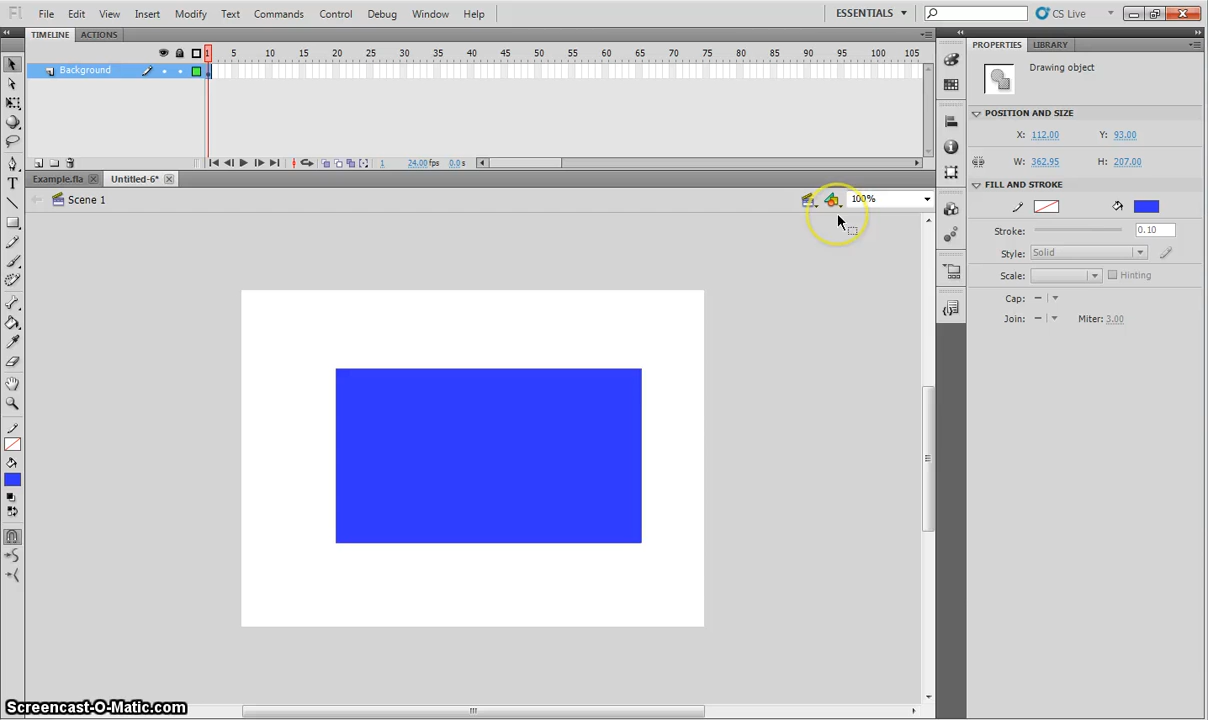 Fl File Edit View Insert Modify Text Commands Control Debug Window Help ESSENTIALS CS Live
TIMELINE ACTIONS
1 5 10 15 20 25 30 35 40 45 50 55 60 65 70 75 80 85 90 95 100 105
Background
1 24.00 fps 0.0 s
Example.fla Untitled-6*
Scene 1 100%
PROPERTIES LIBRARY
Drawing object
POSITION AND SIZE
X: 112.00 Y: 93.00
W: 362.95 H: 207.00
FILL AND STROKE
Stroke: 0.10
Style: Solid
Scale: Hinting
Cap:
Join: Miter: 3.00
Screencast-O-Matic.com